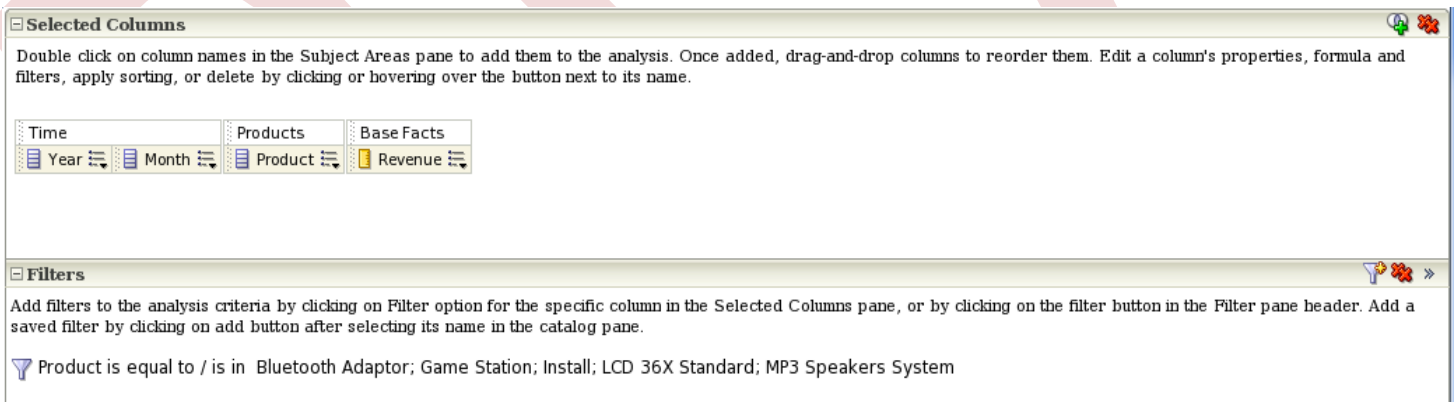 Selected Columns
Double click on column names in the Subject Areas pane to add them to the analysis. Once added, drag-and-drop columns to reorder them. Edit a column's properties, formula and
filters, apply sorting, or delete by clicking or hovering over the button next to its name.
Time Products Base Facts
Year Month Product Revenue
Filters
Add filters to the analysis criteria by clicking on Filter option for the specific column in the Selected Columns pane, or by clicking on the filter button in the Filter pane header. Add a
saved filter by clicking on add button after selecting its name in the catalog pane.
Product is equal to / is in Bluetooth Adaptor; Game Station; Install; LCD 36X Standard; MP3 Speakers System